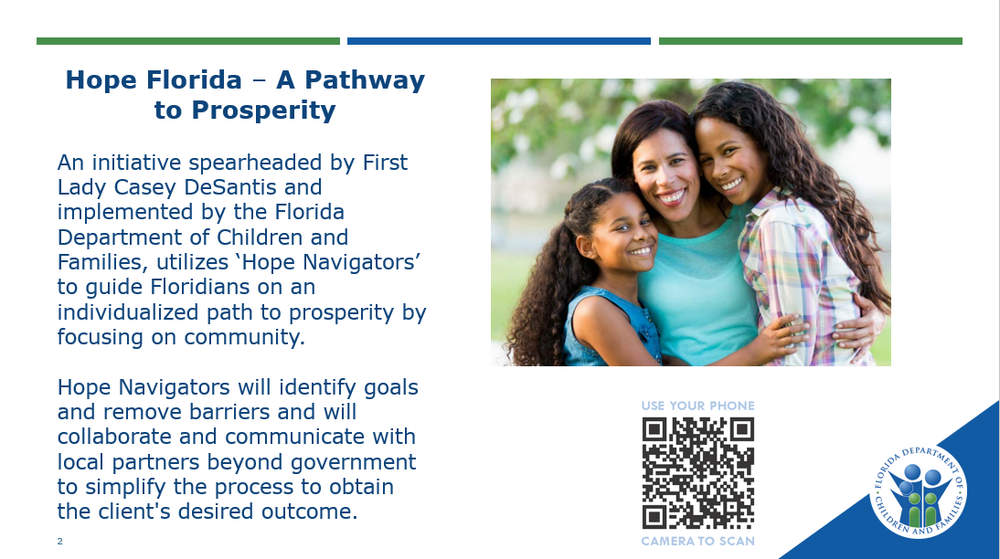 Hope Florida – A Pathway
to Prosperity
An initiative spearheaded by First
Lady Casey DeSantis and
implemented by the Florida
Department of Children and
Families, utilizes ‘Hope Navigators’
to guide Floridians on an
individualized path to prosperity by
focusing on community.
Hope Navigators will identify goals
and remove barriers and will
collaborate and communicate with
local partners beyond government
to simplify the process to obtain
the client's desired outcome.
2
USE YOUR PHONE
CAMERA TO SCAN
FLORIDA DEPARTMENT OF
CHILDREN AND FAMILIES